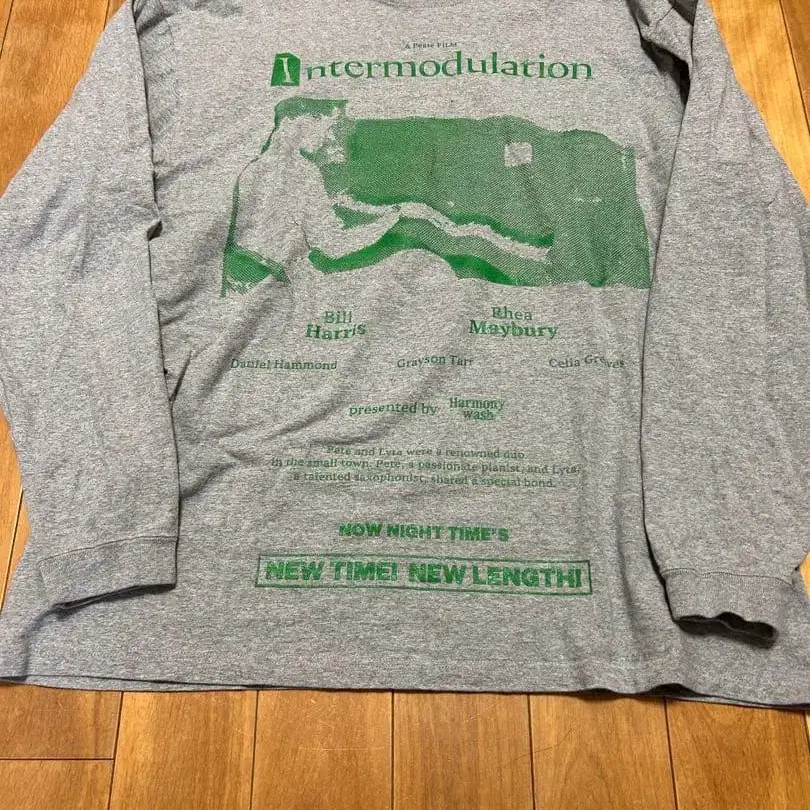 A Peate FILM
Intermodulation
Bill Harris
Rhea Maybury
Daniel Hammond Grayson Tarr Celia Groves
presented by Harmony wash
Pete and Lyra were a renowned duo
in the small town. Pete, a passionate pianist, and Lyra,
a talented saxophonist, shared a special bond.
NOW NIGHT TIME'S
NEW TIME! NEW LENGTH!